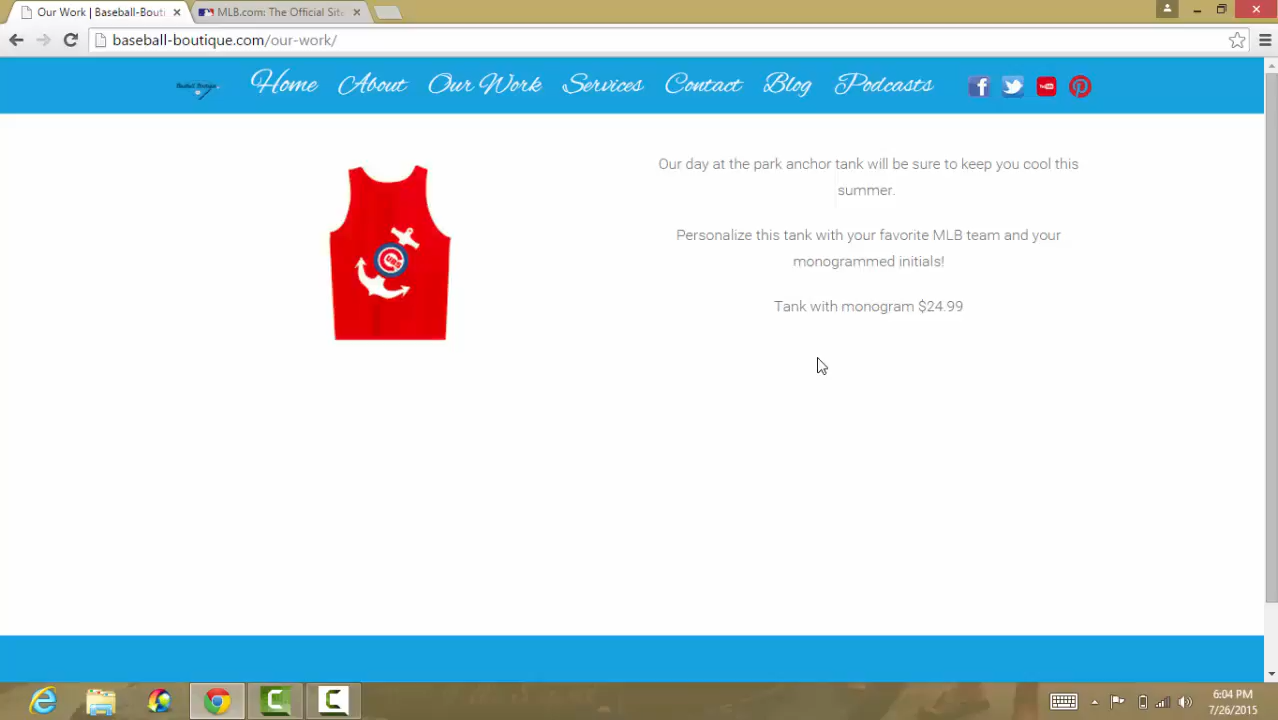 Our Work | Baseball-Bouti
MLB.com: The Official Sit
baseball-boutique.com/our-work/
Baseball Boutique
Home About Our Work Services Contact Blog Podcasts
Our day at the park anchor tank will be sure to keep you cool this
summer.
Personalize this tank with your favorite MLB team and your
monogrammed initials!
Tank with monogram $24.99
6:04 PM
7/26/2015